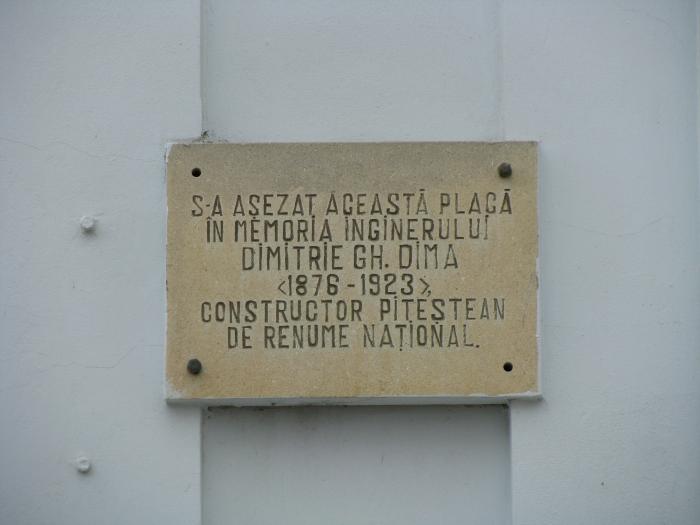 S-A AȘEZAT ACEASTĂ PLACĂ
ÎN MEMORIA INGINERULUI
DIMITRIE GH. DIMA
<1876-1923>,
CONSTRUCTOR PITEȘTEAN
DE RENUME NAȚIONAL.